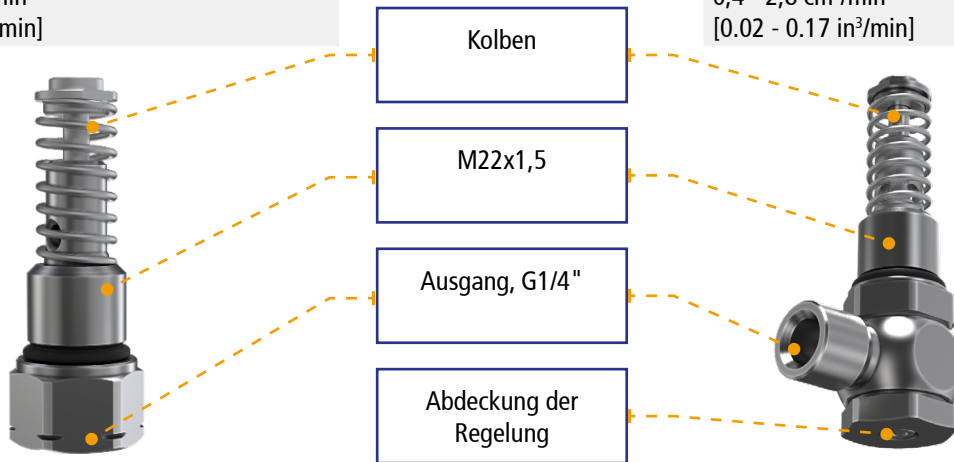 min]
[0.02 - 0.17 in³/min]
Kolben
M22x1,5
Ausgang, G1/4"
Abdeckung der
Regelung